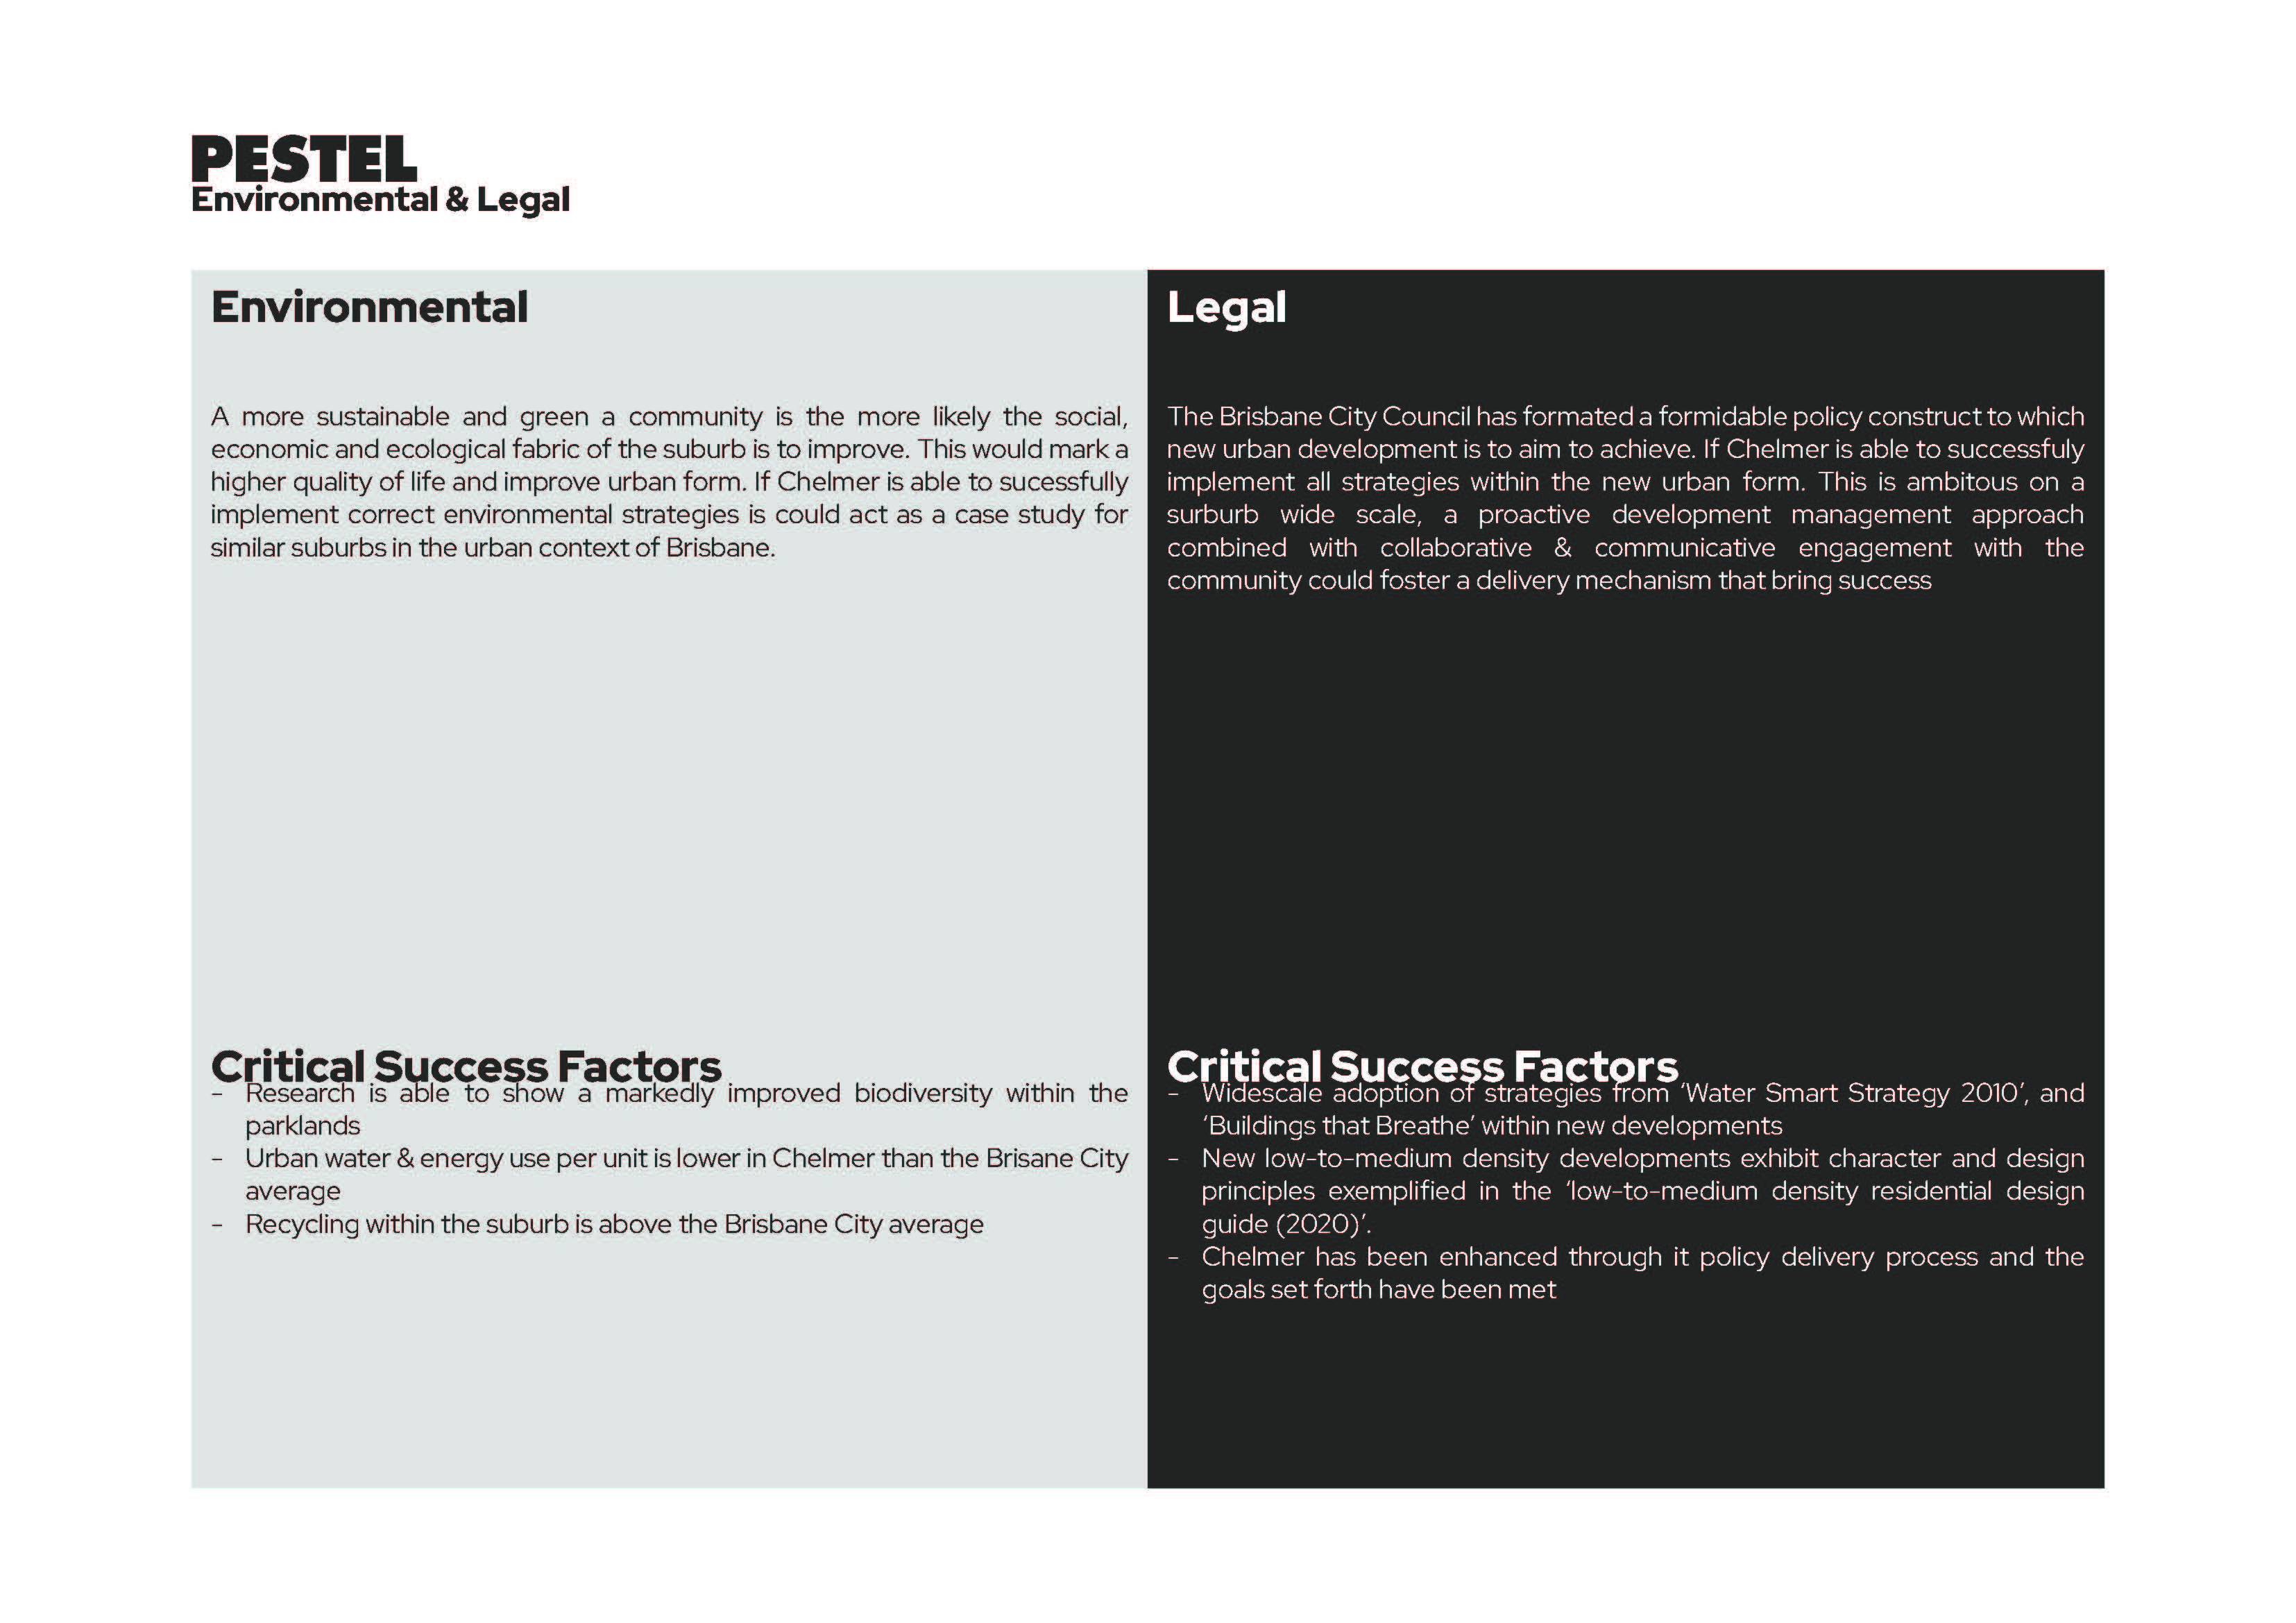 PESTEL
Environmental & Legal
Environmental
A more sustainable and green a community is the more likely the social,
economic and ecological fabric of the suburb is to improve. This would mark a
higher quality of life and improve urban form. If Chelmer is able to sucessfully
implement correct environmental strategies is could act as a case study for
similar suburbs in the urban context of Brisbane.
Critical Success Factors
- Research is able to show a markedly improved biodiversity within the
parklands
- Urban water & energy use per unit is lower in Chelmer than the Brisane City
average
- Recycling within the suburb is above the Brisbane City average
Legal
The Brisbane City Council has formated a formidable policy construct to which
new urban development is to aim to achieve. If Chelmer is able to successfuly
implement all strategies within the new urban form. This is ambitous on a
surburb wide scale, a proactive development management approach
combined with collaborative & communicative engagement with the
community could foster a delivery mechanism that bring success
Critical Success Factors
- Widescale adoption of strategies from ‘Water Smart Strategy 2010’, and
‘Buildings that Breathe’ within new developments
- New low-to-medium density developments exhibit character and design
principles exemplified in the ‘low-to-medium density residential design
guide (2020)’.
- Chelmer has been enhanced through it policy delivery process and the
goals set forth have been met